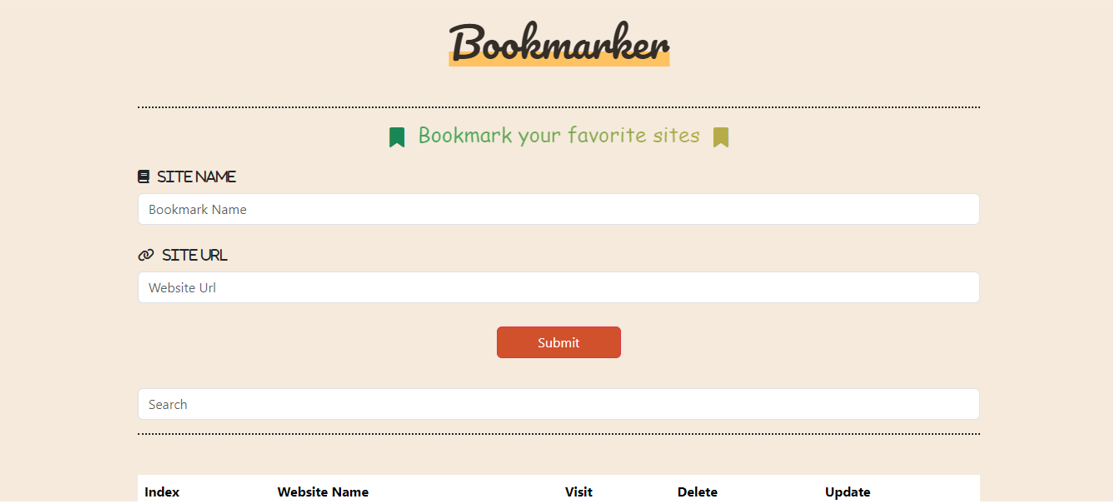 Bookmarker
Bookmark your favorite sites
SITE NAME
Bookmark Name
SITE URL
Website Url
Submit
Search
Index Website Name Visit Delete Update